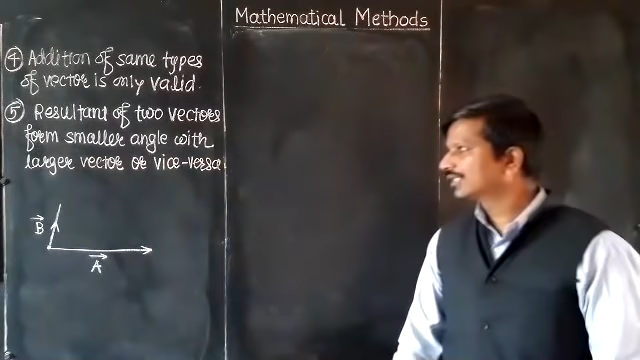 Mathematical Methods
④ Addition of same types
of vector is only valid.
⑤ Resultant of two vectors
form smaller angle with
larger vector or vice-versa
B
A